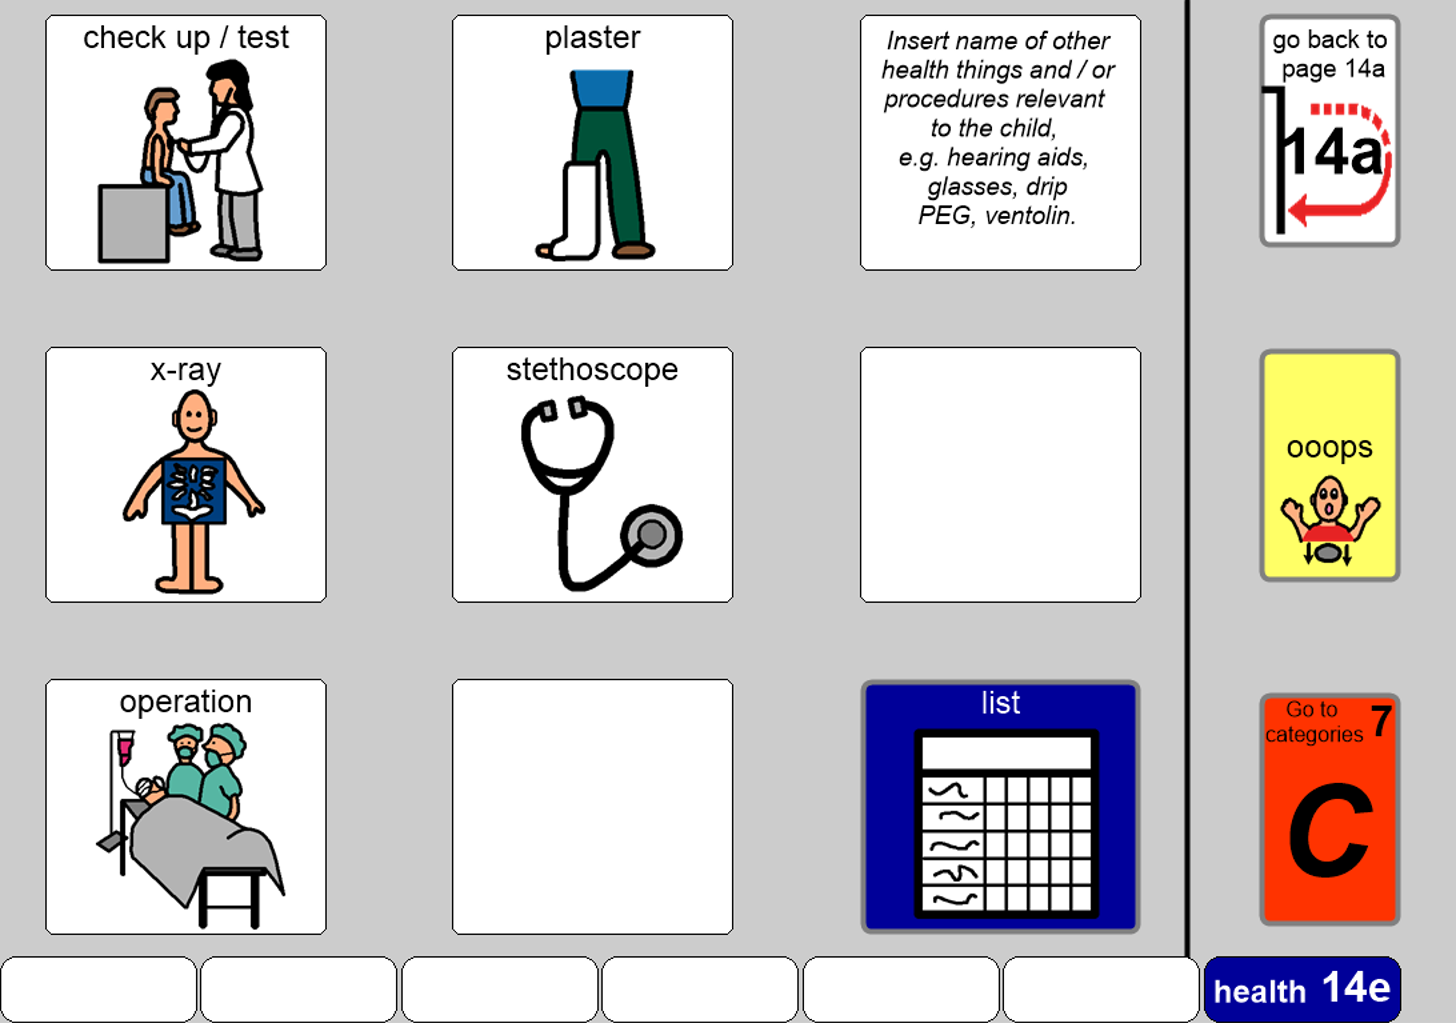 check up / test
plaster
Insert name of other
health things and / or
procedures relevant
to the child,
e.g. hearing aids,
glasses, drip
PEG, ventolin.
go back to
page 14a
14a
x-ray
stethoscope
ooops
operation
list
Go to
categories 7
C
health 14e